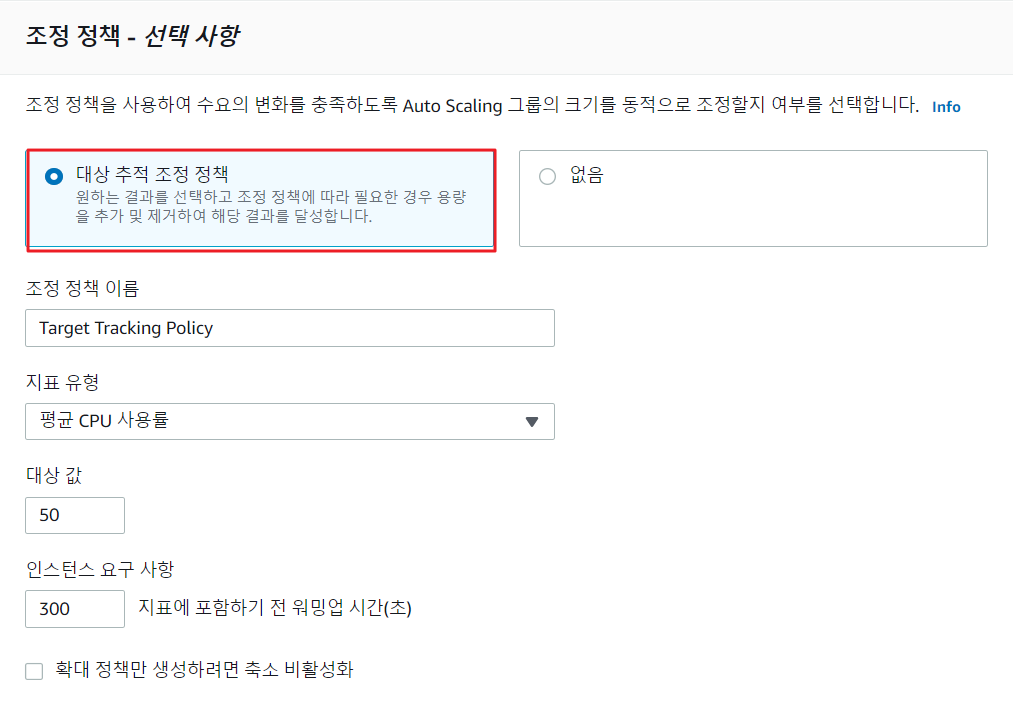 조정 정책 - 선택 사항
조정 정책을 사용하여 수요의 변화를 충족하도록 Auto Scaling 그룹의 크기를 동적으로 조정할지 여부를 선택합니다. Info
대상 추적 조정 정책
원하는 결과를 선택하고 조정 정책에 따라 필요한 경우 용량
을 추가 및 제거하여 해당 결과를 달성합니다.
없음
조정 정책 이름
Target Tracking Policy
지표 유형
평균 CPU 사용률
대상 값
50
인스턴스 요구 사항
300 지표에 포함하기 전 워밍업 시간(초)
확대 정책만 생성하려면 축소 비활성화